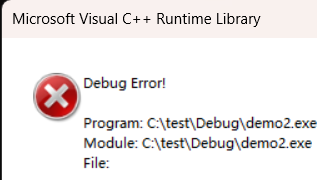 Microsoft Visual C++ Runtime Library
Debug Error!
Program: C:\test\Debug\demo2.exe
Module: C:\test\Debug\demo2.exe
File: